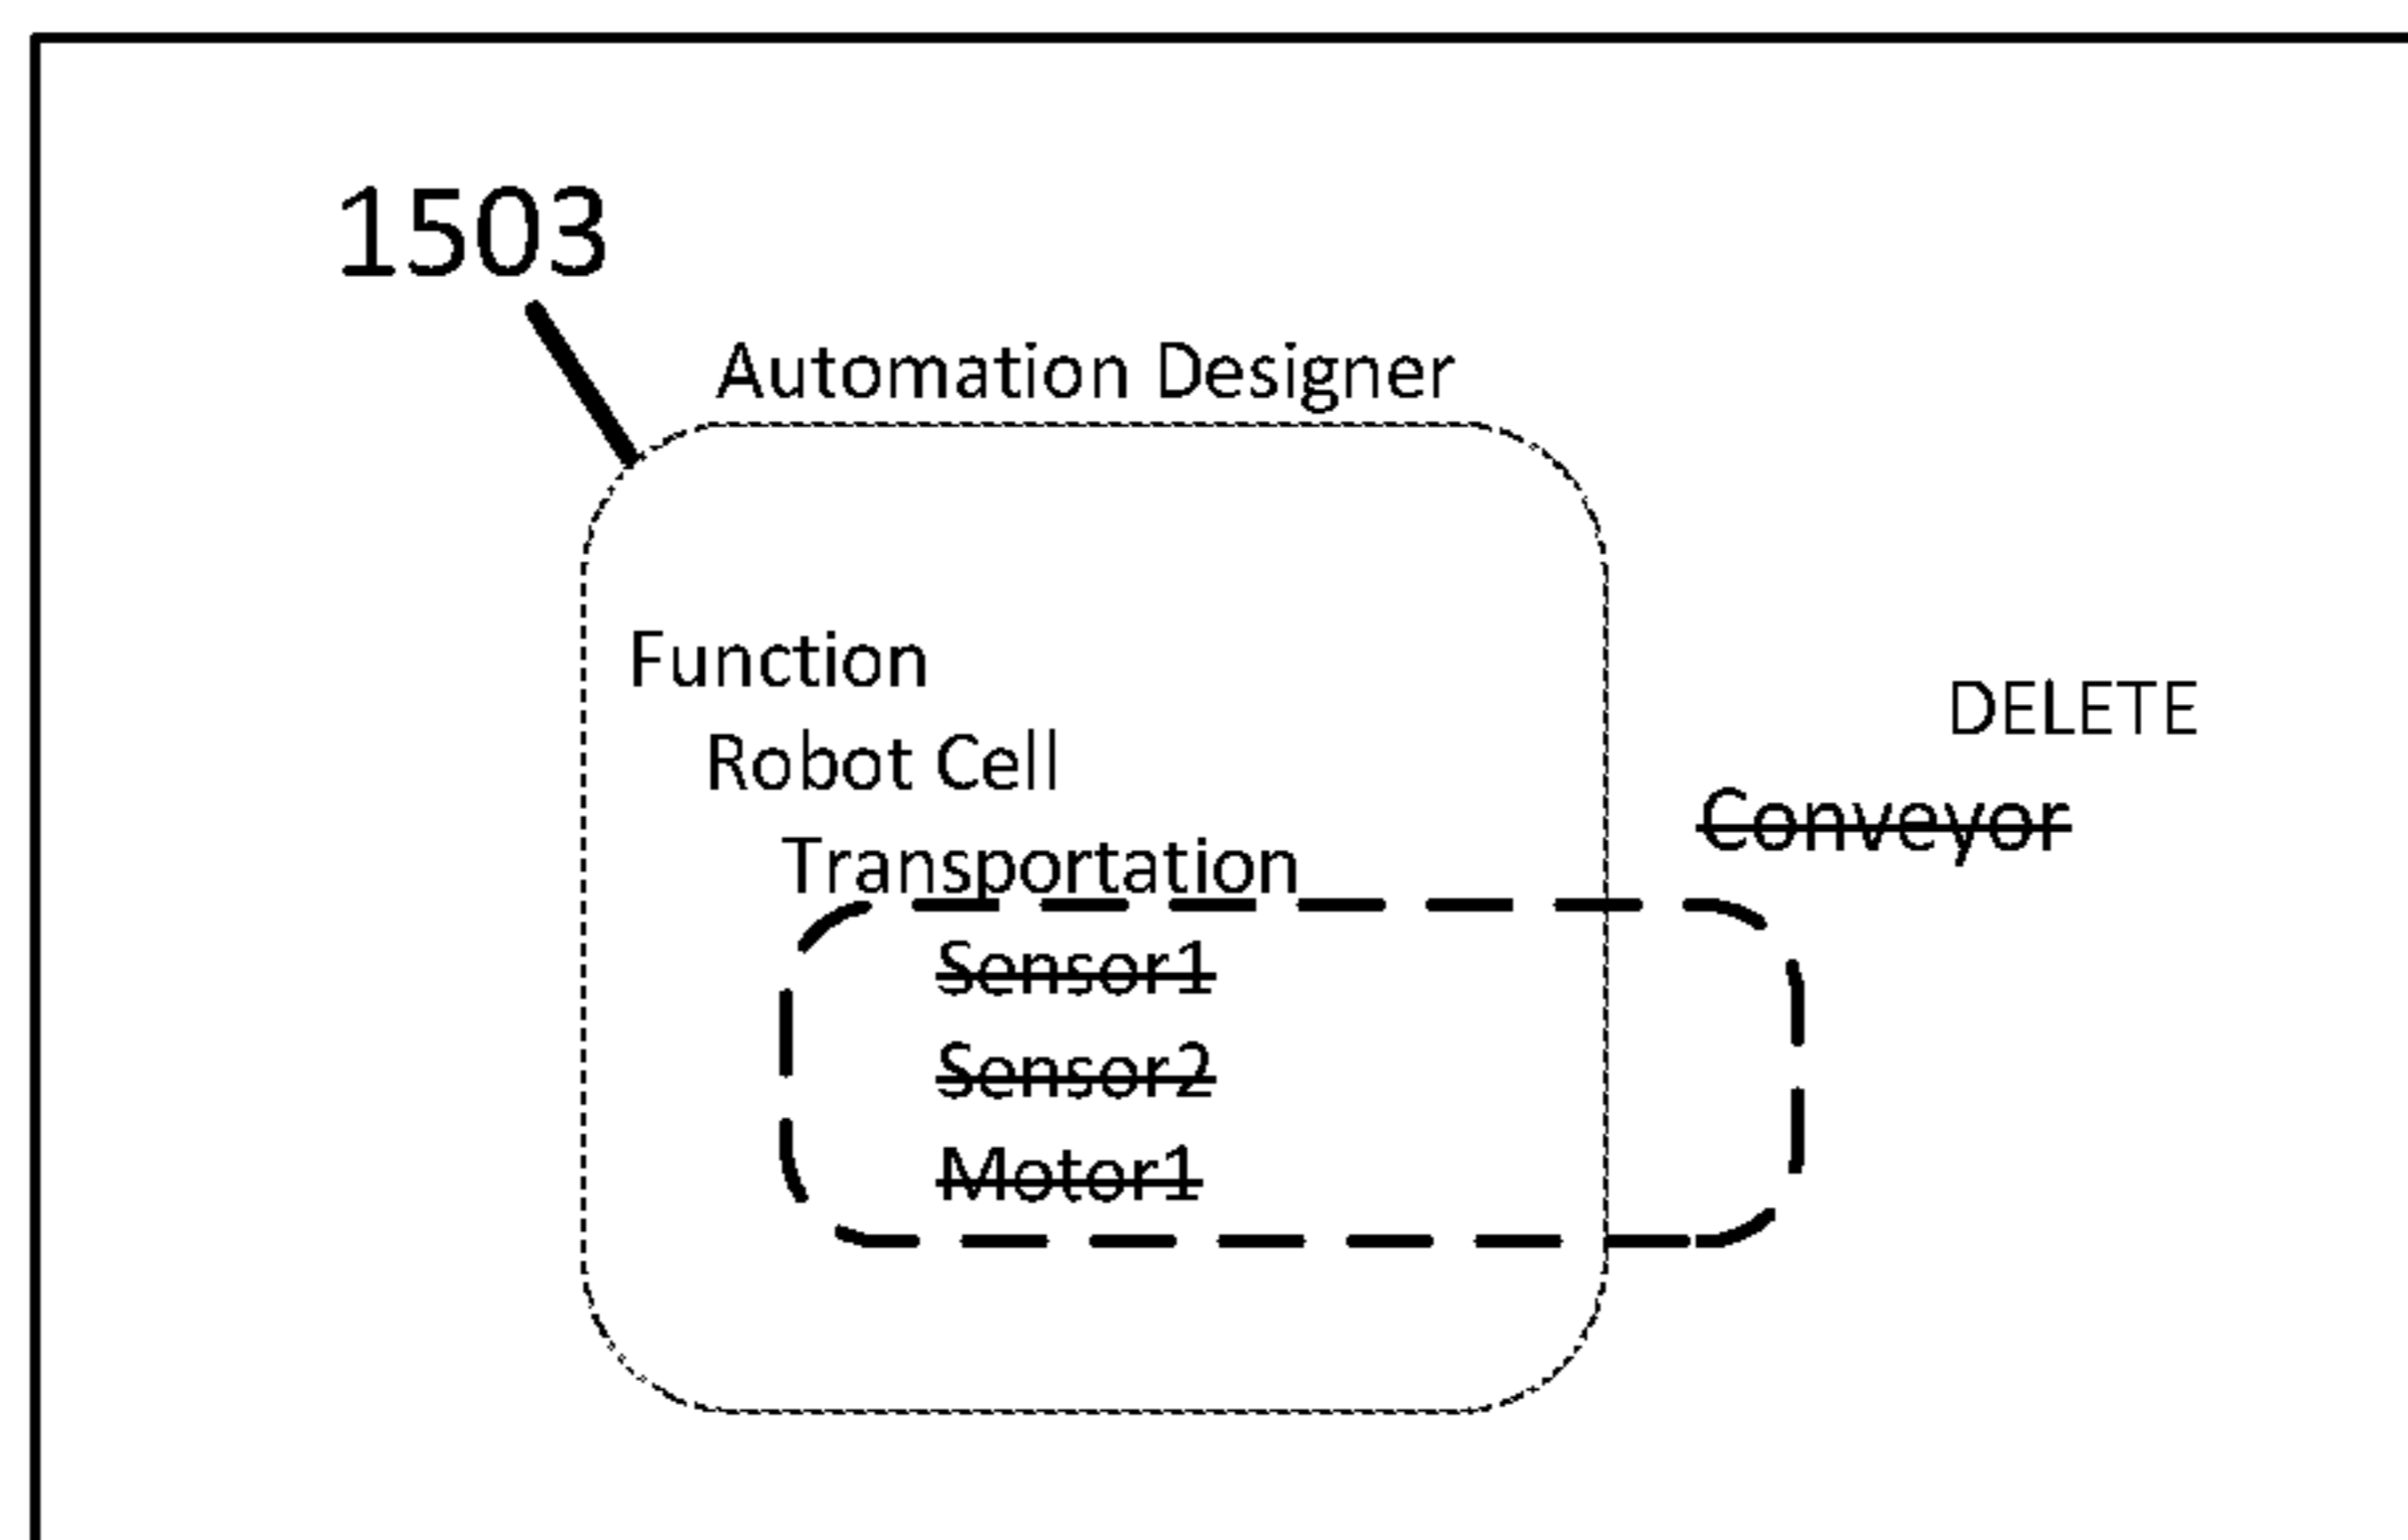 1503
Automation Designer
Function
DELETE
Robot Cell
Conveyor
Transportation
Sensor1
Sensor2
Motor1